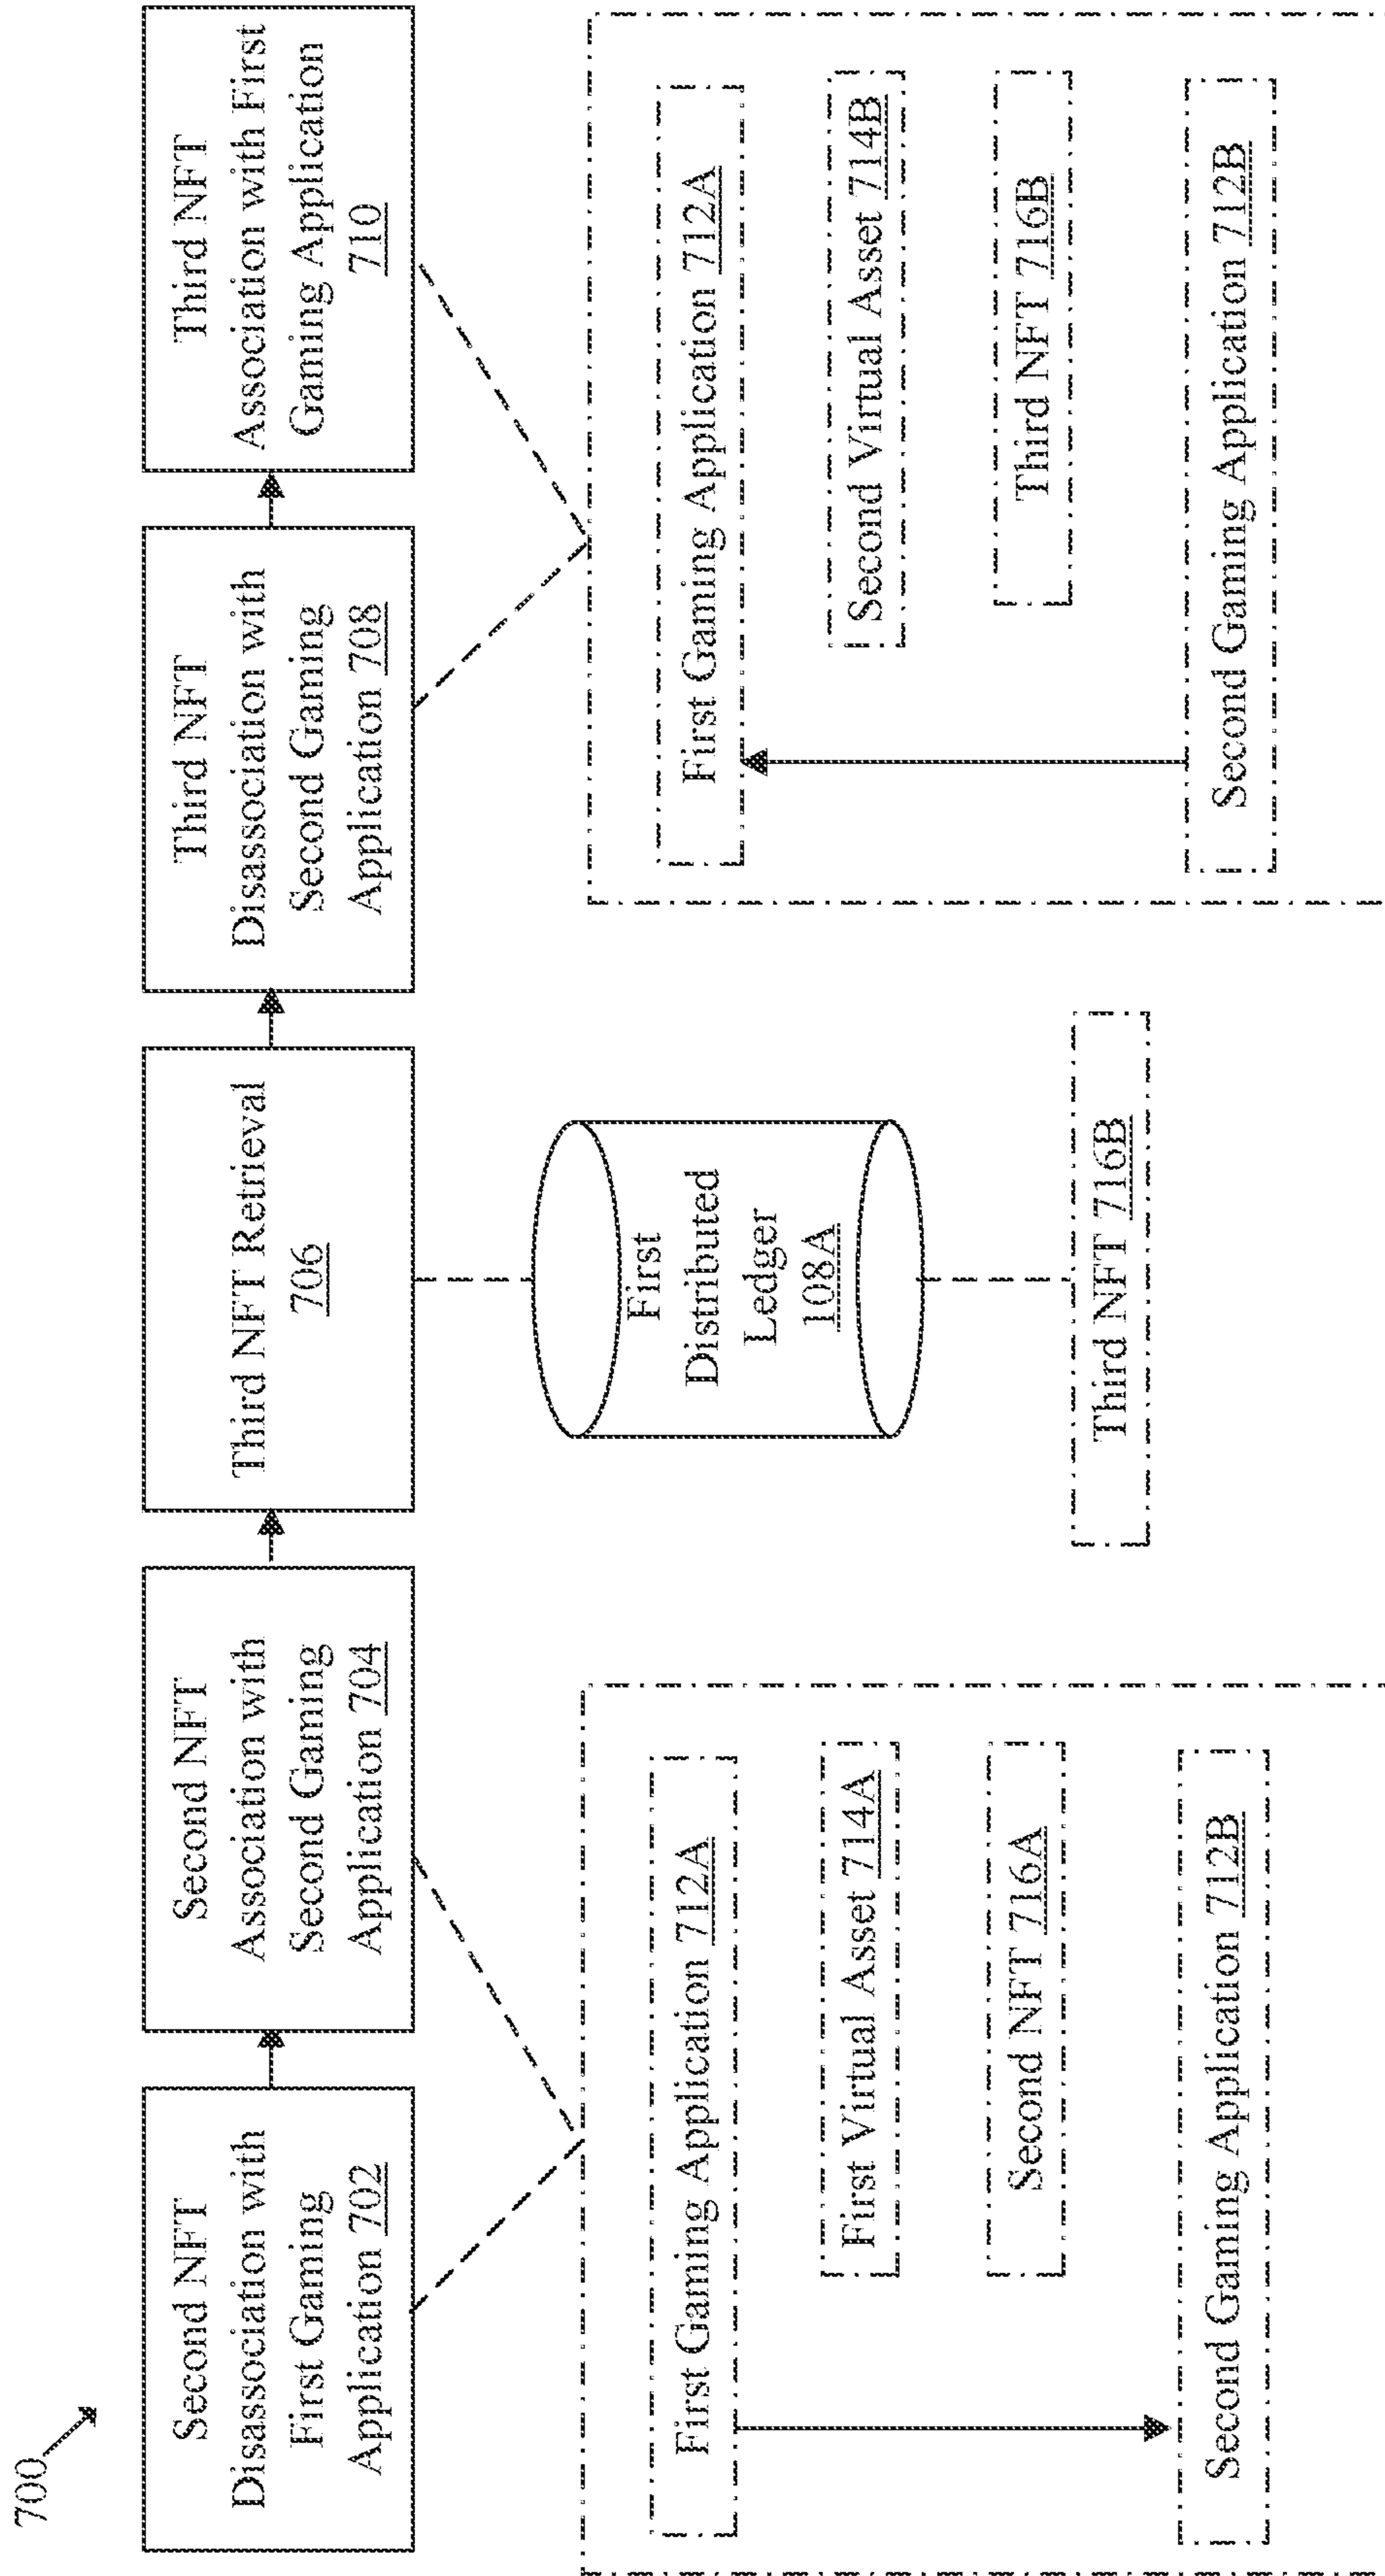 700
Second NFT
Disassociation with
First Gaming
Application 702
Second NFT
Association with
Second Gaming
Application 704
Third NFT Retrieval
706
Third NFT
Disassociation with
Second Gaming
Application 708
Third NFT
Association with First
Gaming Application
710
First Gaming Application 712A
First Virtual Asset 714A
Second NFT 716A
Second Gaming Application 712B
First
Distributed
Ledger
108A
Third NFT 716B
First Gaming Application 712A
Second Virtual Asset 714B
Third NFT 716B
Second Gaming Application 712B